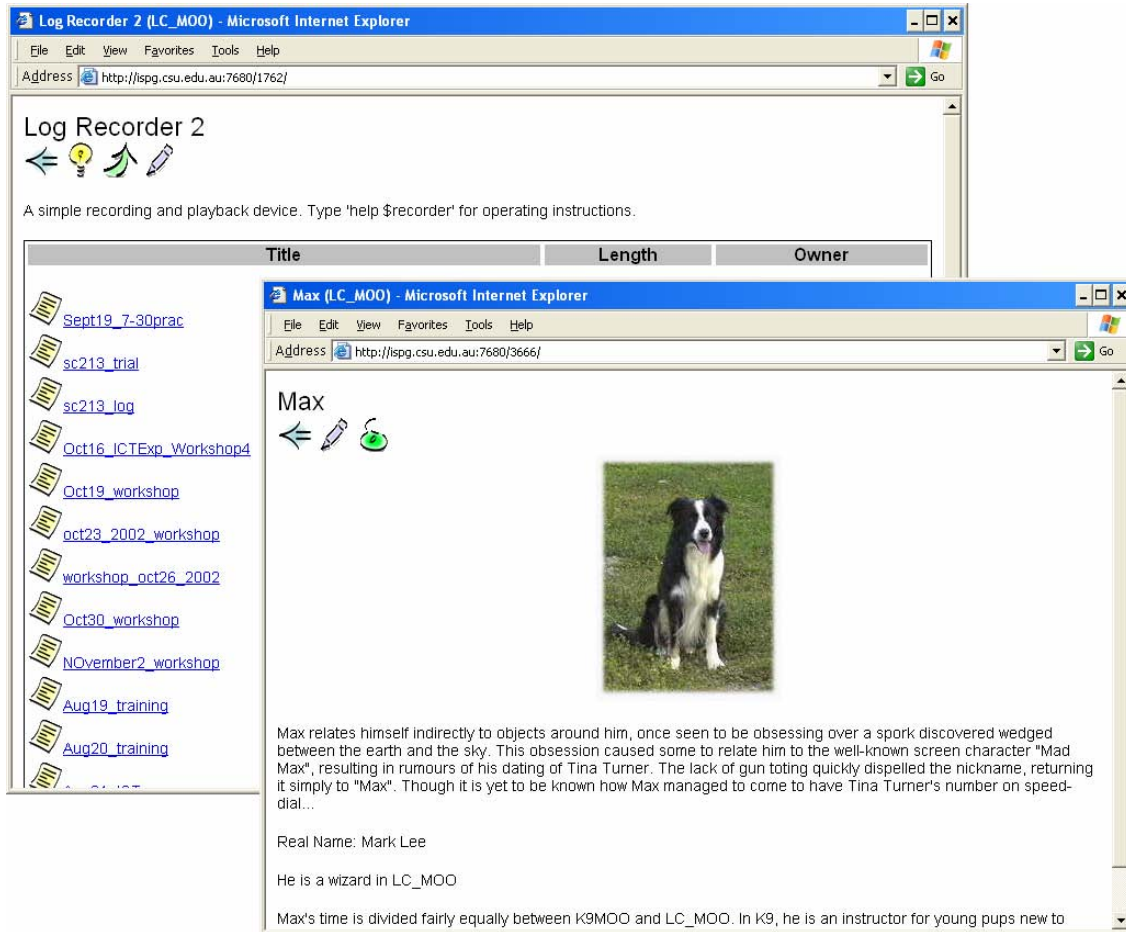 Log Recorder 2 (LC_MOO) - Microsoft Internet Explorer
File Edit View Favorites Tools Help
Address http://ispg.csu.edu.au:7680/1762/ Go
Log Recorder 2
A simple recording and playback device. Type 'help $recorder' for operating instructions.
Title Length Owner
Sept19_7-30prac
sc213_trial
sc213_log
Oct16_ICTExp_Workshop4
Oct19_workshop
oct23_2002_workshop
workshop_oct26_2002
Oct30_workshop
NOvember2_workshop
Aug19_training
Aug20_training
Max (LC_MOO) - Microsoft Internet Explorer
File Edit View Favorites Tools Help
Address http://ispg.csu.edu.au:7680/3666/ Go
Max
Max relates himself indirectly to objects around him, once seen to be obsessing over a spork discovered wedged
between the earth and the sky. This obsession caused some to relate him to the well-known screen character "Mad
Max", resulting in rumours of his dating of Tina Turner. The lack of gun toting quickly dispelled the nickname, returning
it simply to "Max". Though it is yet to be known how Max managed to come to have Tina Turner's number on speed-
dial...
Real Name: Mark Lee
He is a wizard in LC_MOO
Max's time is divided fairly equally between K9MOO and LC_MOO. In K9, he is an instructor for young pups new to